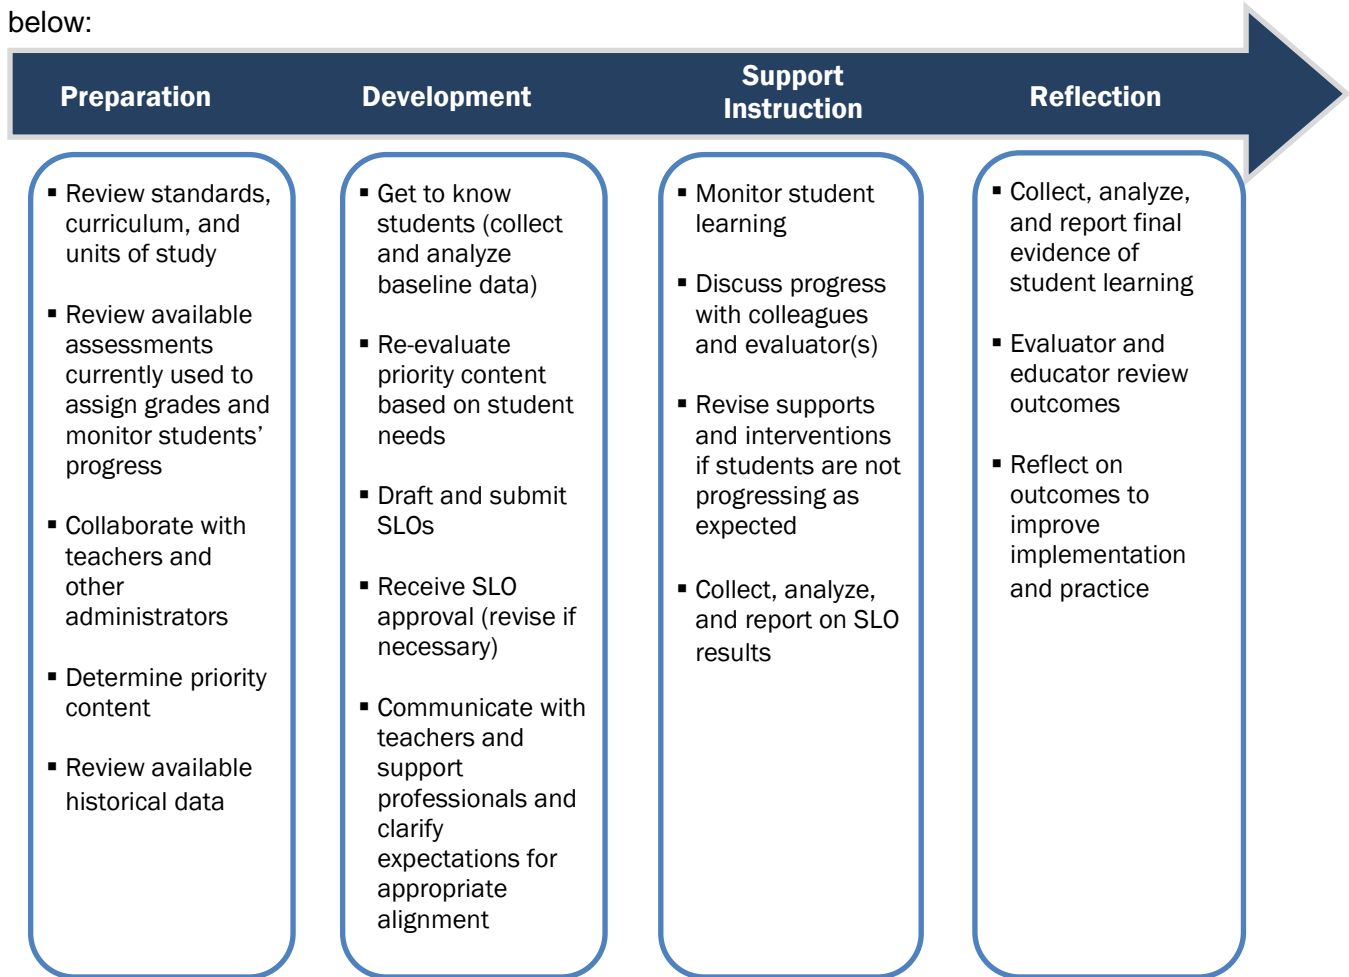 below:
Preparation
Development
Support
Instruction
Reflection
▪ Review standards,
curriculum, and
units of study
▪ Review available
assessments
currently used to
assign grades and
monitor students’
progress
▪ Collaborate with
teachers and
other
administrators
▪ Determine priority
content
▪ Review available
historical data
▪ Get to know
students (collect
and analyze
baseline data)
▪ Re-evaluate
priority content
based on student
needs
▪ Draft and submit
SLOs
▪ Receive SLO
approval (revise if
necessary)
▪ Communicate with
teachers and
support
professionals and
clarify
expectations for
appropriate
alignment
▪ Monitor student
learning
▪ Discuss progress
with colleagues
and evaluator(s)
▪ Revise supports
and interventions
if students are not
progressing as
expected
▪ Collect, analyze,
and report on SLO
results
▪ Collect, analyze,
and report final
evidence of
student learning
▪ Evaluator and
educator review
outcomes
▪ Reflect on
outcomes to
improve
implementation
and practice